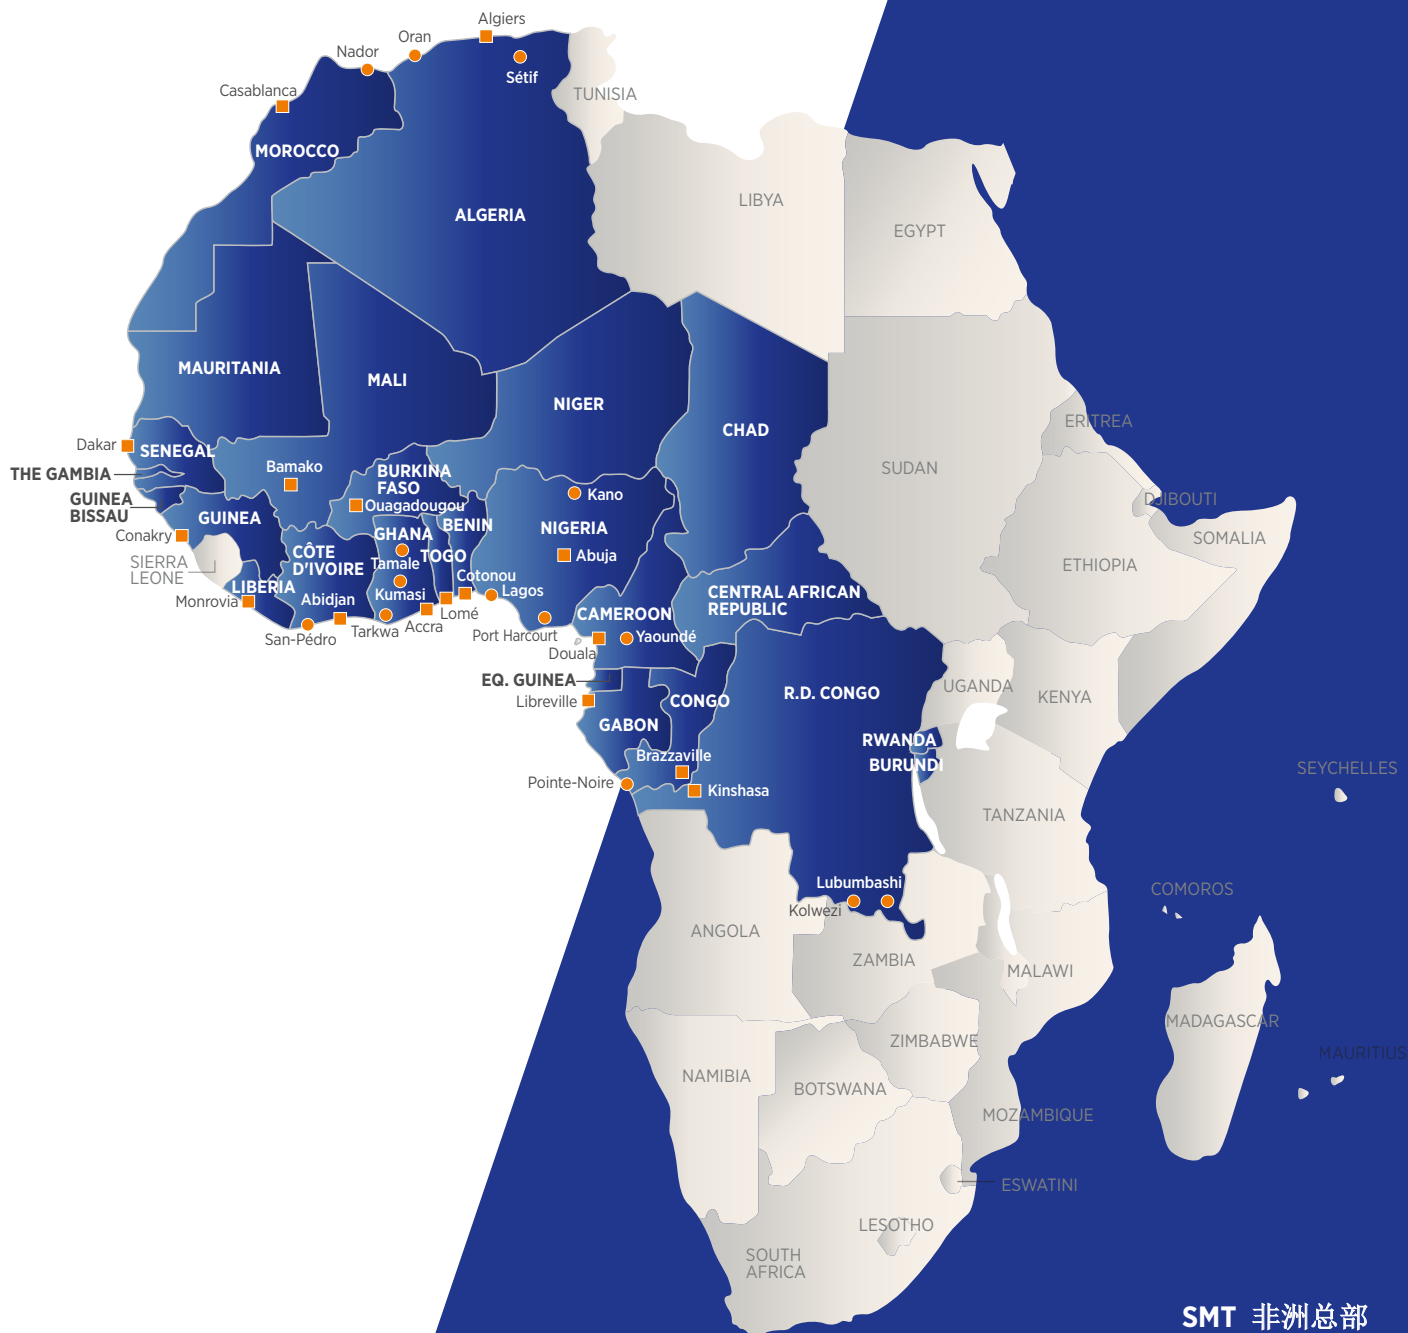 Algiers
Oran
Nador
Sétif
Casablanca
TUNISIA
MOROCCO
LIBYA
ALGERIA
EGYPT
MAURITANIA
MALI
NIGER
CHAD
ERITREA
Dakar
SENEGAL
SUDAN
THE GAMBIA
Bamako
BURKINA
FASO
GUINEA
BISSAU
Kano
DJIBOUTI
Ouagadougou
GUINEA
BENIN
NIGERIA
SOMALIA
Conakry
GHANA
CÔTE
D'IVOIRE
TOGO
Abuja
SIERRA
LEONE
Tamale
ETHIOPIA
Cotonou
LIBERIA
Kumasi
Lagos
CENTRAL AFRICAN
REPUBLIC
Monrovia
Abidjan
Lomé
CAMEROON
San-Pédro
Tarkwa
Accra
Port Harcourt
Yaoundé
Douala
EQ. GUINEA
UGANDA
R.D. CONGO
KENYA
Libreville
CONGO
GABON
RWANDA
Brazzaville
BURUNDI
SEYCHELLES
Pointe-Noire
Kinshasa
TANZANIA
Lubumbashi
COMOROS
Kolwezi
ANGOLA
ZAMBIA
MALAWI
MADAGASCAR
ZIMBABWE
MAURITIUS
NAMIBIA
BOTSWANA
MOZAMBIQUE
ESWATINI
LESOTHO
SOUTH
AFRICA
SMT 非洲总部